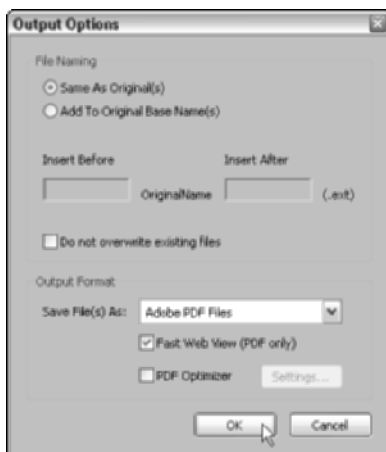 Output Options
File Naming
Same As Original(s)
Add To Original Base Name(s)
Insert Before Insert After
OriginalName (.ext)
Do not overwrite existing files
Output Format
Save File(s) As: Adobe PDF Files
Fast Web View (PDF only)
PDF Optimizer Settings...
OK Cancel